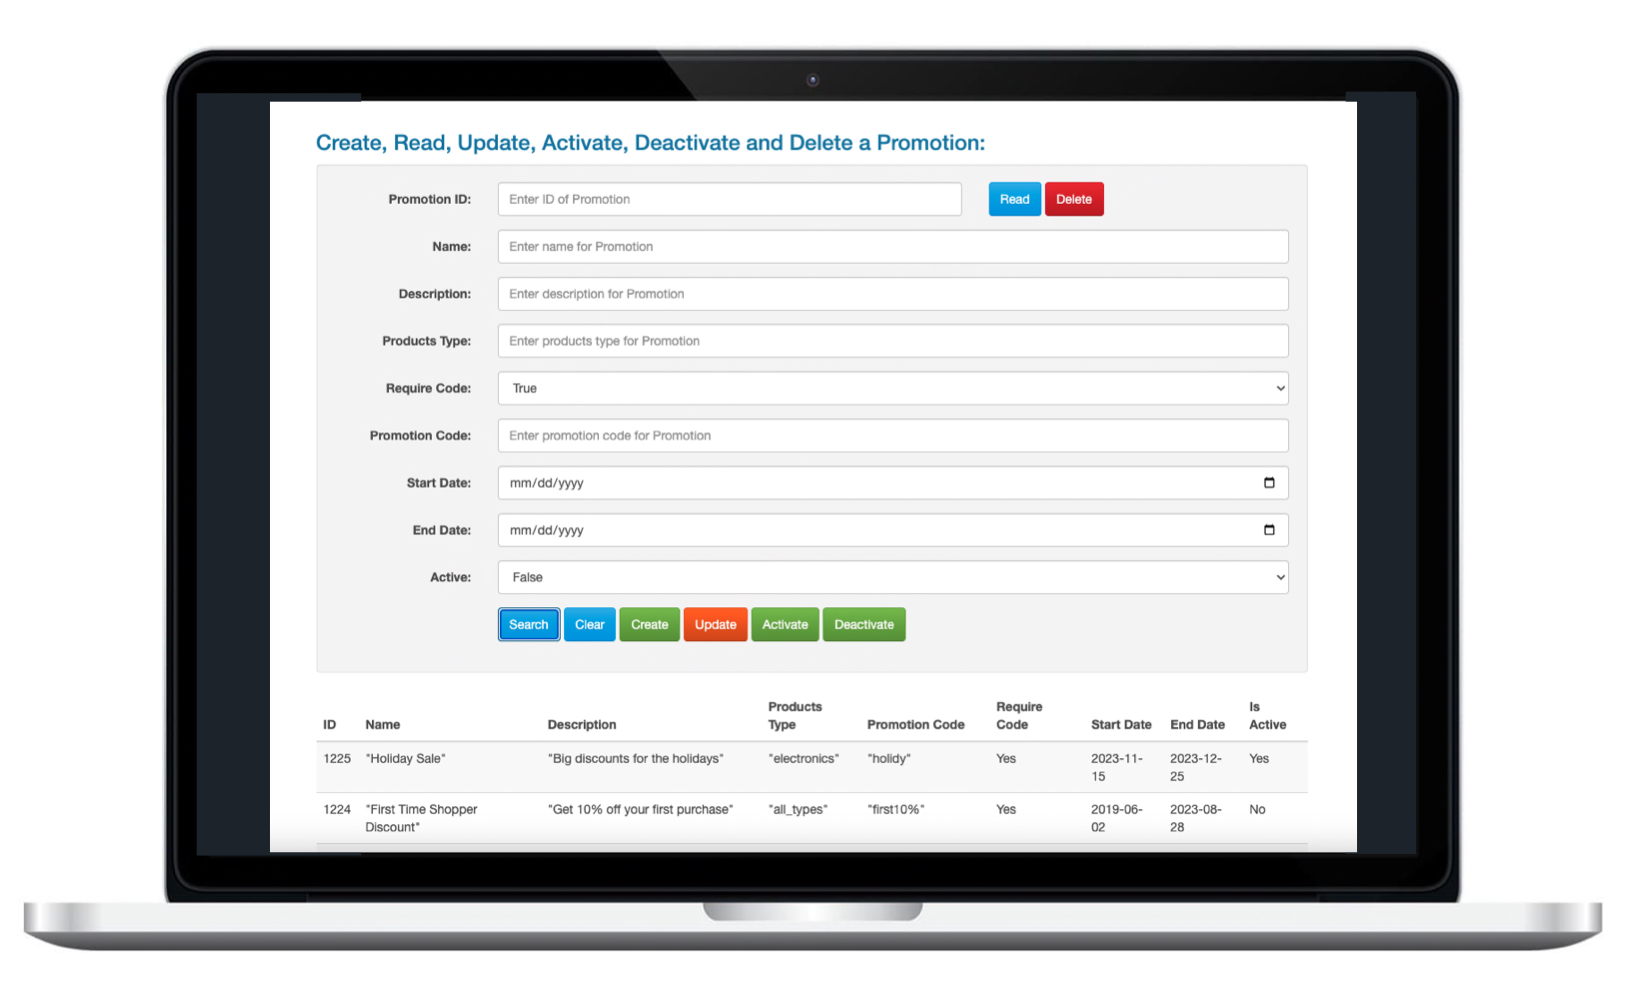 Create, Read, Update, Activate, Deactivate and Delete a Promotion:
Promotion ID: Enter ID of Promotion Read Delete
Name: Enter name for Promotion
Description: Enter description for Promotion
Products Type: Enter products type for Promotion
Require Code: True
Promotion Code: Enter promotion code for Promotion
Start Date: mm/dd/yyyy
End Date: mm/dd/yyyy
Active: False
Search Clear Create Update Activate Deactivate
Products Require Is
ID Name Description Type Promotion Code Code Start Date End Date Active
1225 "Holiday Sale" "Big discounts for the holidays" "electronics" "holidy" Yes 2023-11- 2023-12- Yes
15 25
1224 "First Time Shopper "Get 10% off your first purchase" "all_types" "first10%" Yes 2019-06- 2023-08- No
Discount" 02 28